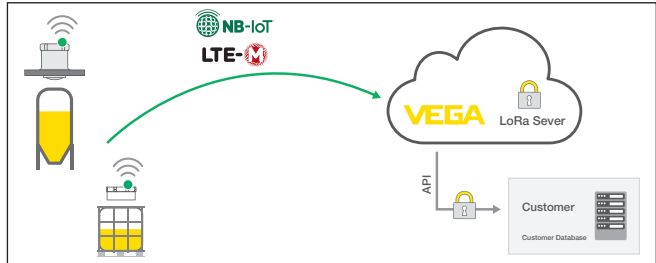 NB-IoT
LTE-M
VEGA
LoRa Sever
API
Customer
Customer Database